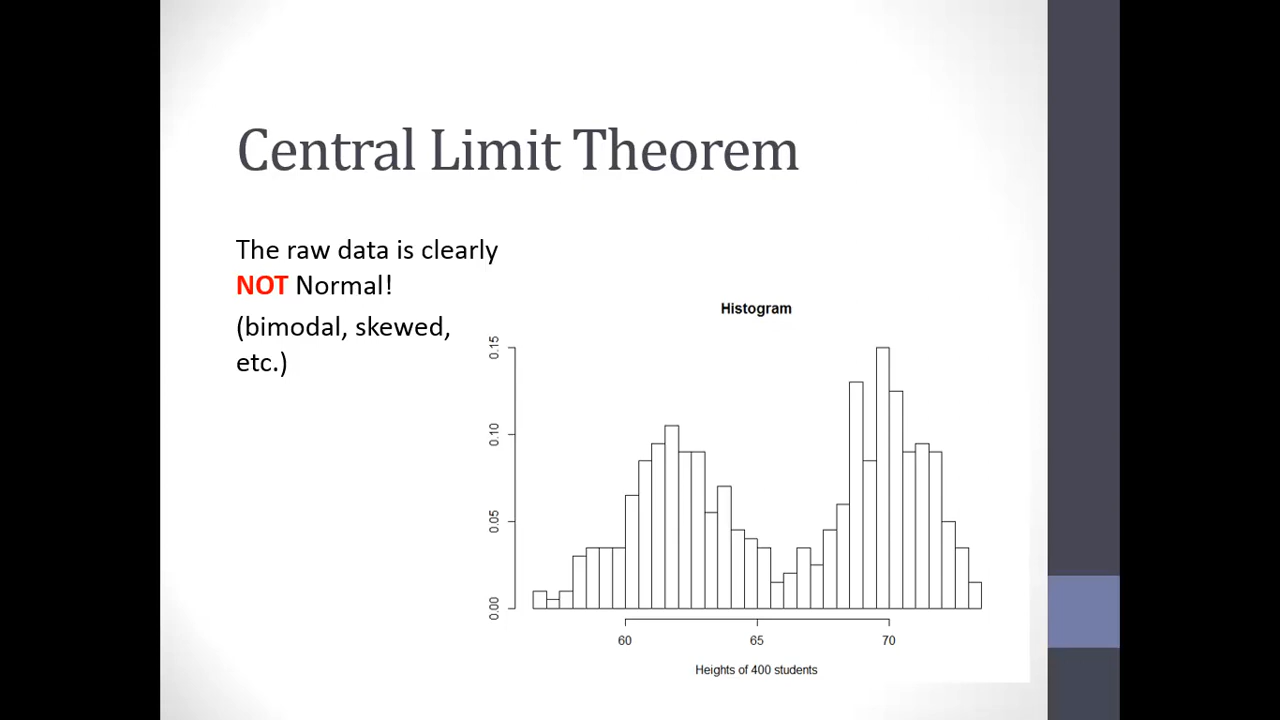 Central Limit Theorem
The raw data is clearly
NOT Normal!
(bimodal, skewed,
etc.)
Histogram
0.15
0.10
0.05
0.00
60 65 70
Heights of 400 students